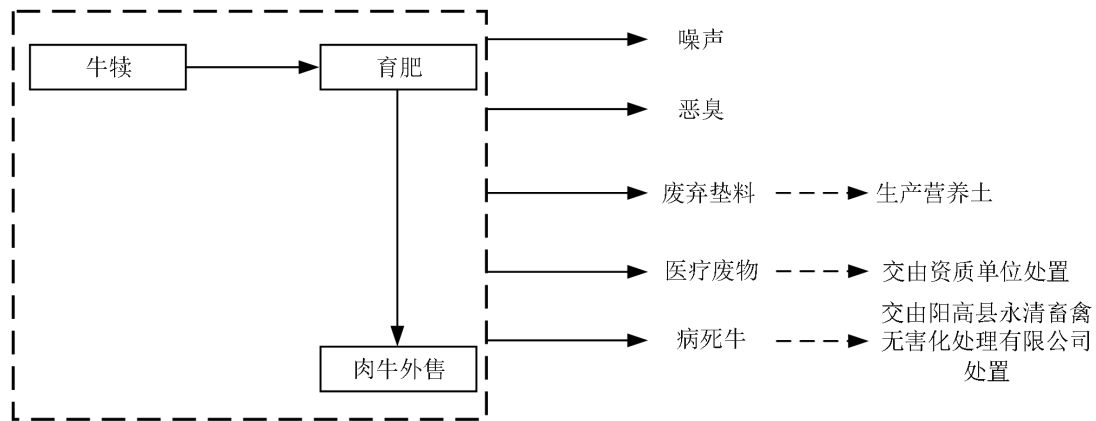 牛犊
育肥
肉牛外售
噪声
恶臭
废弃垫料
生产营养土
医疗废物
交由资质单位处置
病死牛
交由阳高县永清畜禽
无害化处理有限公司
处置